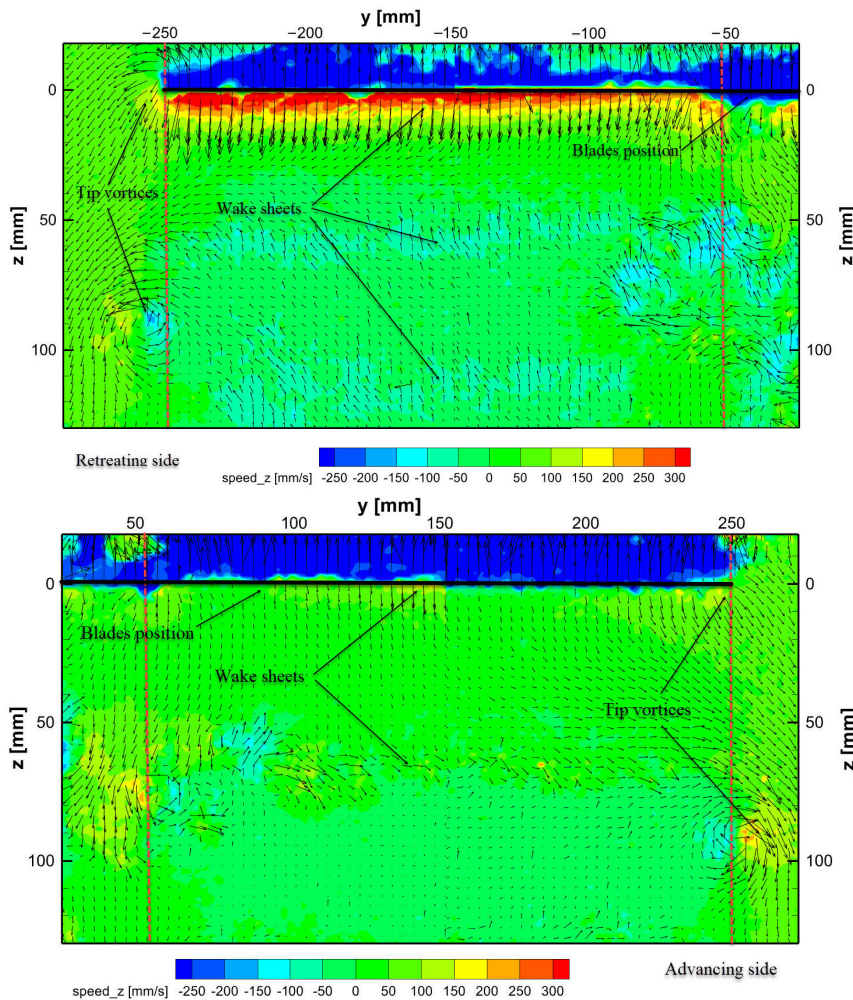 y [mm]
−200 −150 −100 −50
−250
0 0
Blades position
Tip vortices
Wake sheets
50 50
z [mm] z [mm]
100 100
Retreating side
speed_z [mm/s] -250 -200 -150 -100 -50 0 50 100 150 200 250 300
y [mm]
50 100 150 200 250
0 0
Blades position
Wake sheets
Tip vortices
50 50
z [mm] z [mm]
100 100
Advancing side
speed_z [mm/s] -250 -200 -150 -100 -50 0 50 100 150 200 250 300